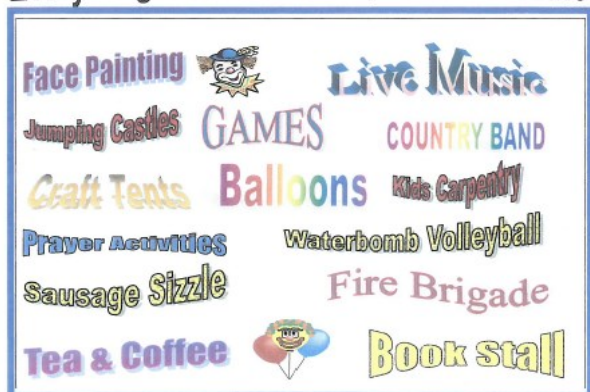 Face Painting
Live Music
Jumping Castles
GAMES
COUNTRY BAND
Craft Tents
Balloons
Kids Carpentry
Prayer Activities
Waterbomb Volleyball
Sausage Sizzle
Fire Brigade
Tea & Coffee
Book Stall